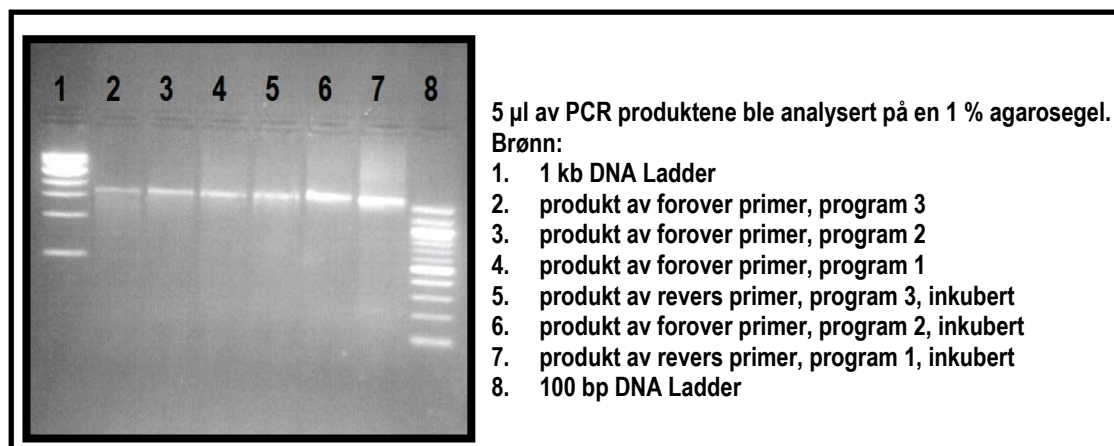 1 2 3 4 5 6 7 8
5 µl av PCR produktene ble analysert på en 1 % agarosegel.
Brønn:
1. 1 kb DNA Ladder
2. produkt av forover primer, program 3
3. produkt av forover primer, program 2
4. produkt av forover primer, program 1
5. produkt av revers primer, program 3, inkubert
6. produkt av forover primer, program 2, inkubert
7. produkt av revers primer, program 1, inkubert
8. 100 bp DNA Ladder